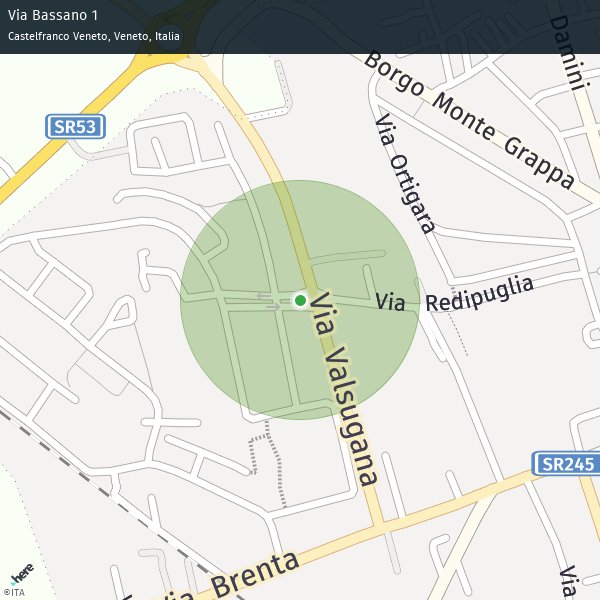 Via Bassano 1
Castelfranco Veneto, Veneto, Italia
Damini
Borgo Monte Grappa
SR53
Via Ortigara
Via Redipuglia
Via Valsugana
SR245
Via Brenta
Via
here
©ITA